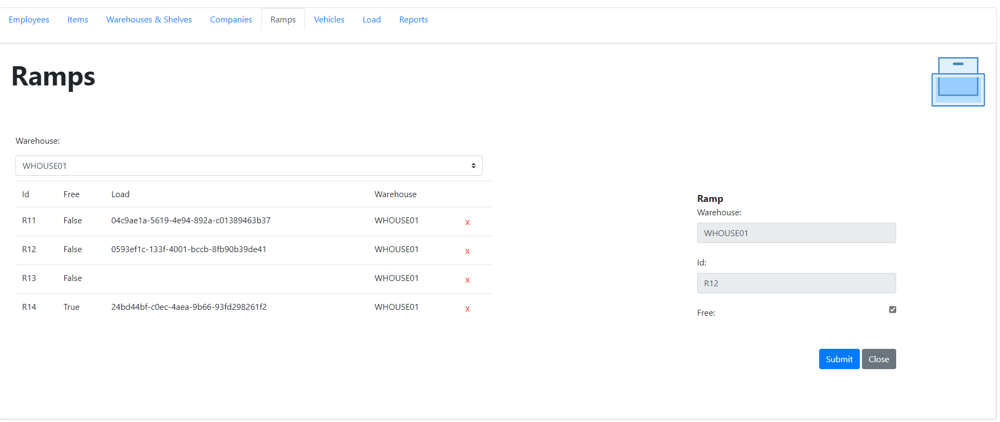 Employees Items Warehouses & Shelves Companies Ramps Vehicles Load Reports
Ramps
Warehouse:
WHOUSE01
Id Free Load Warehouse
R11 False 04c9ae1a-5619-4e94-892a-c01389463b37 WHOUSE01 x
R12 False 0593ef1c-133f-4001-bccb-8fb90b39de41 WHOUSE01 x
R13 False WHOUSE01 x
R14 True 24bd44bf-c0ec-4aea-9b66-93fd298261f2 WHOUSE01 x
Ramp
Warehouse:
WHOUSE01
Id:
R12
Free:
Submit Close